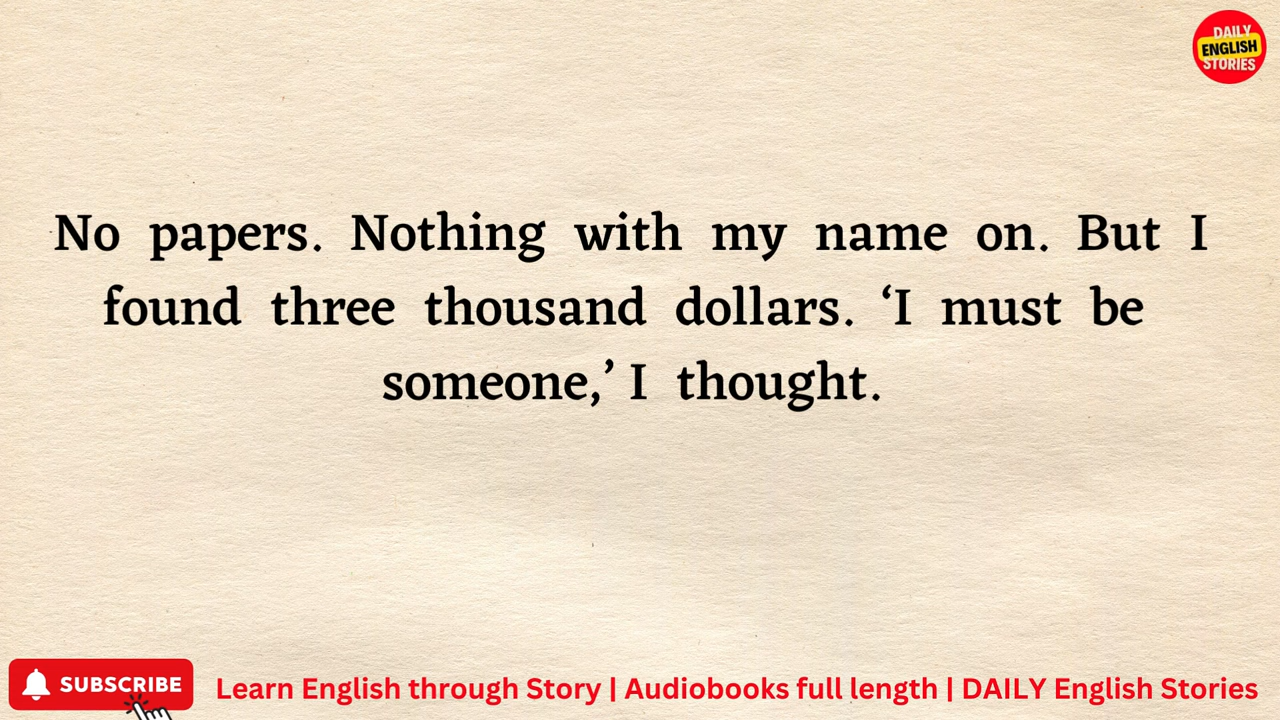 DAILY
ENGLISH
STORIES
No papers. Nothing with my name on. But I
found three thousand dollars. ‘I must be
someone,’ I thought.
SUBSCRIBE
Learn English through Story | Audiobooks full length | DAILY English Stories